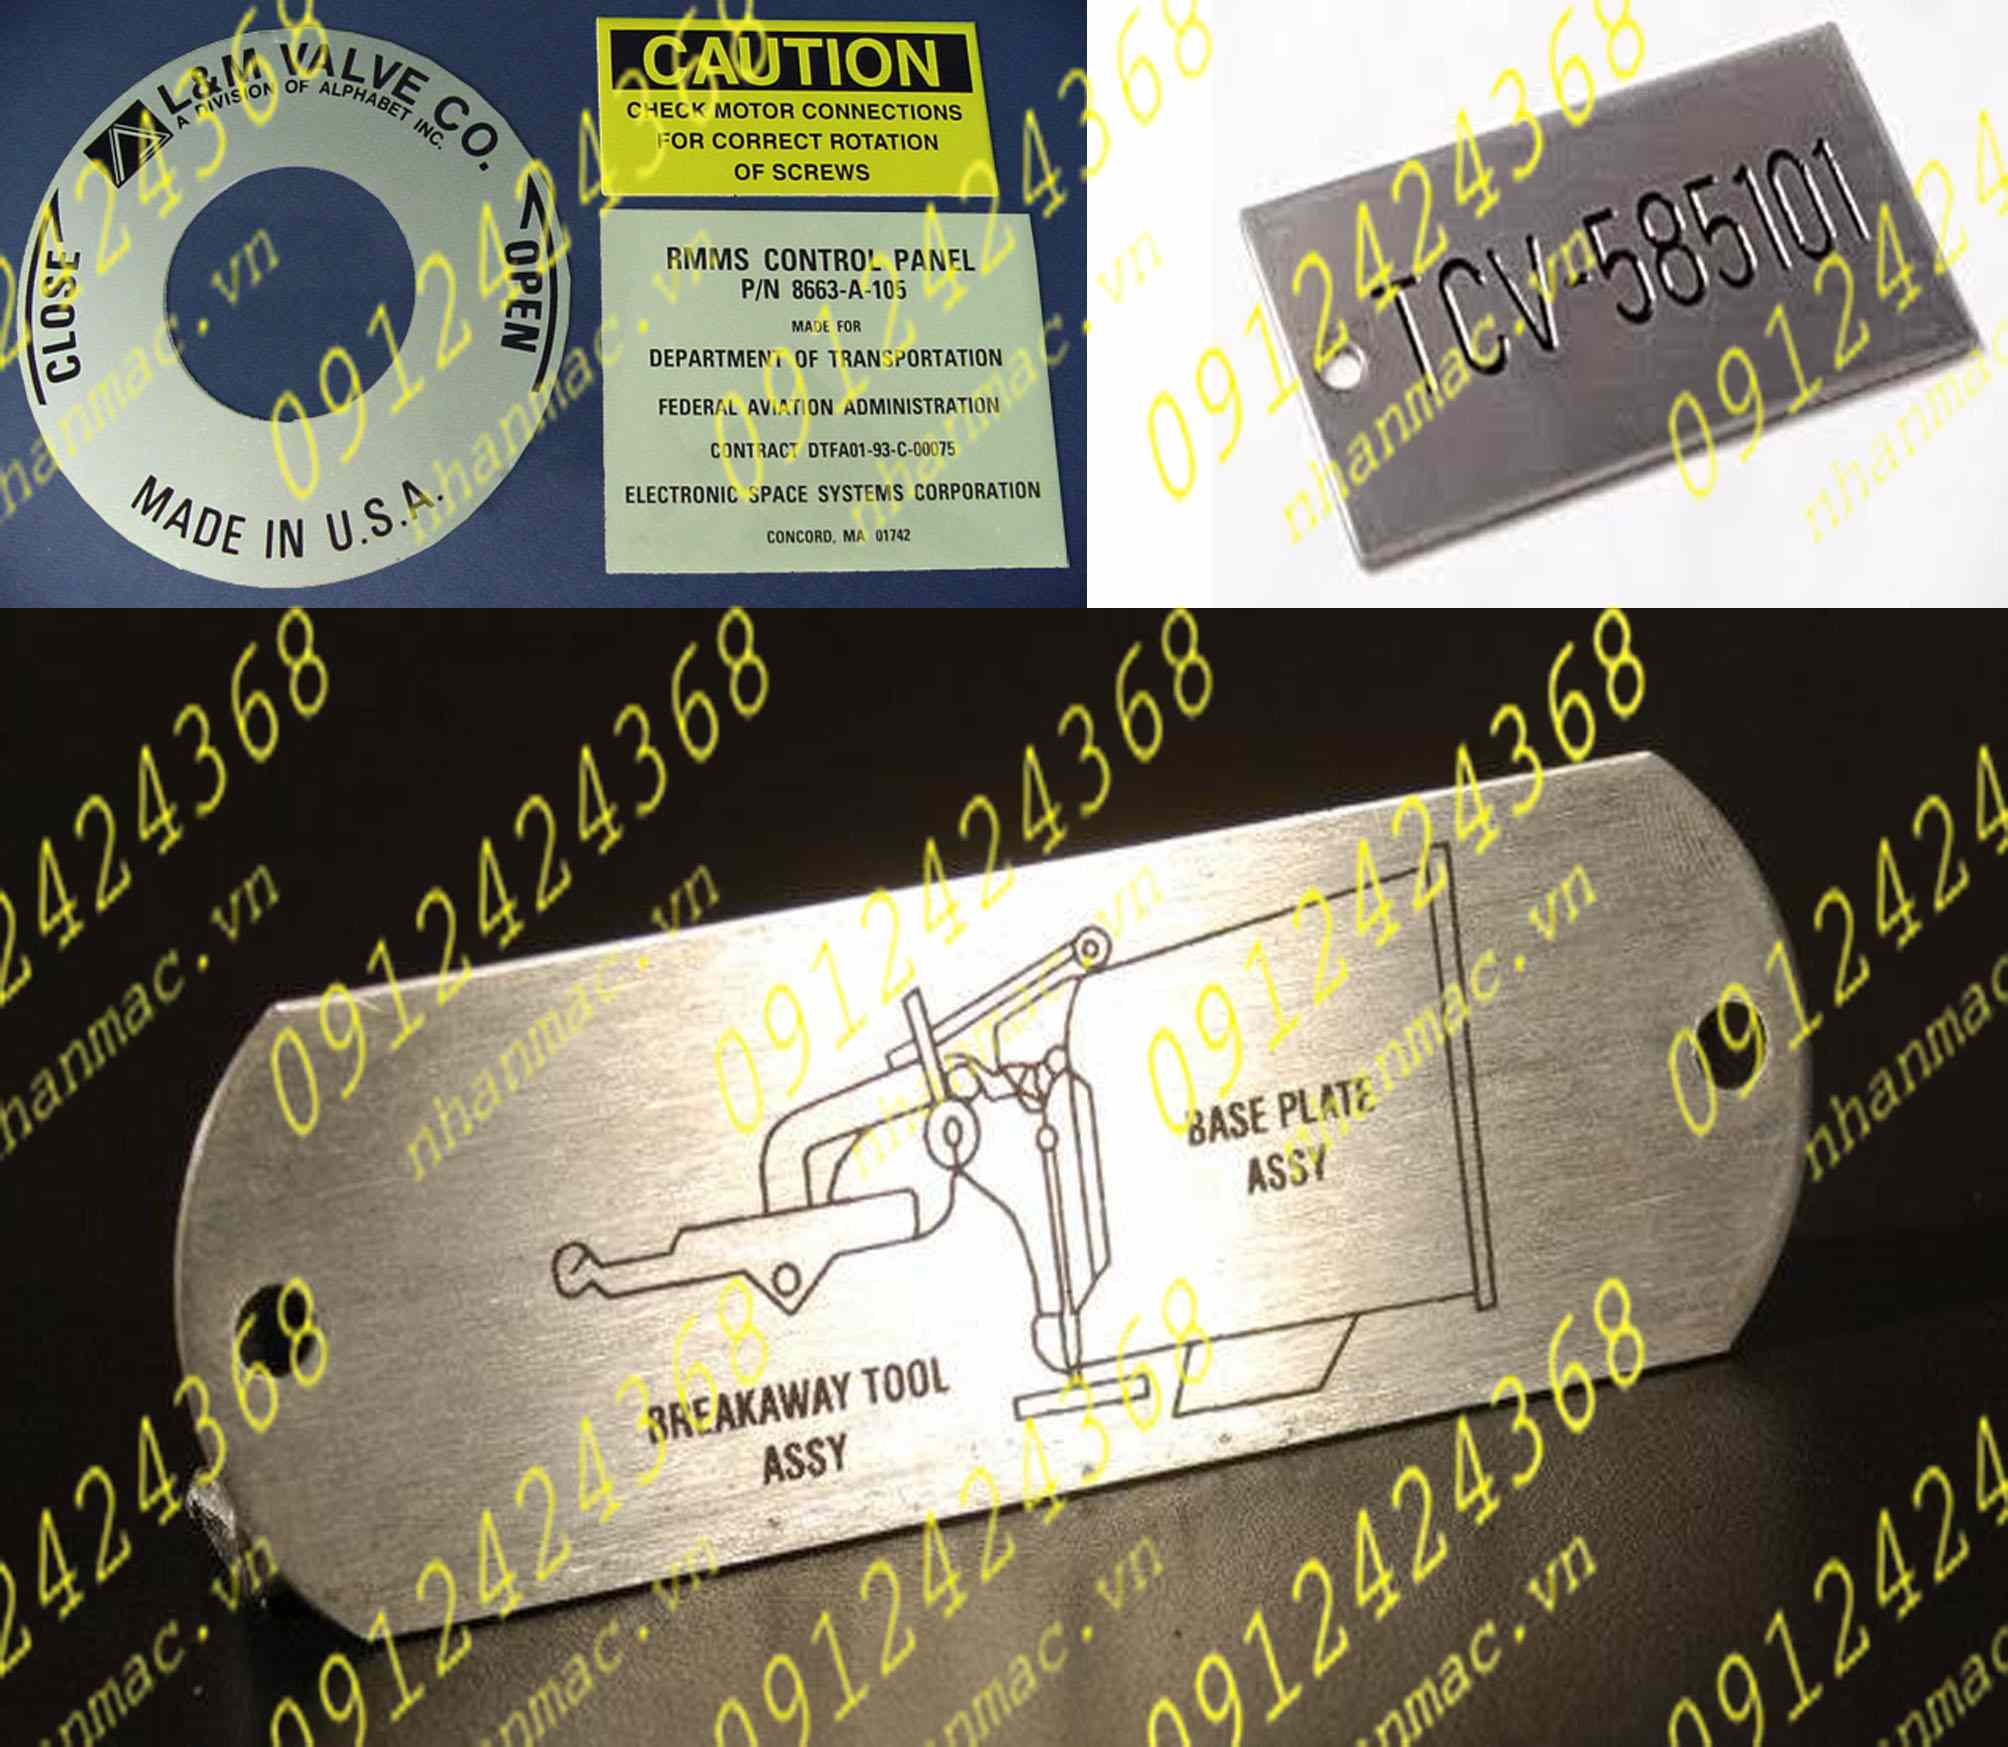 L&M VALVE CO.
A DIVISION OF ALPHABET INC.
CLOSE
OPEN
MADE IN U.S.A.
CAUTION
CHECK MOTOR CONNECTIONS
FOR CORRECT ROTATION
OF SCREWS
RMMS CONTROL PANEL
P/N 8663-A-105
MADE FOR
DEPARTMENT OF TRANSPORTATION
FEDERAL AVIATION ADMINISTRATION
CONTRACT DTFA01-93-C-00075
ELECTRONIC SPACE SYSTEMS CORPORATION
CONCORD, MA 01742
TCV-585101
BASE PLATE
ASSY
BREAKAWAY TOOL
ASSY
0912424368
nhanmac.vn